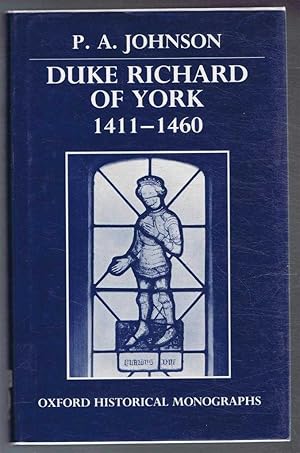 P. A. JOHNSON
DUKE RICHARD
OF YORK
1411–1460
OXFORD HISTORICAL MONOGRAPHS